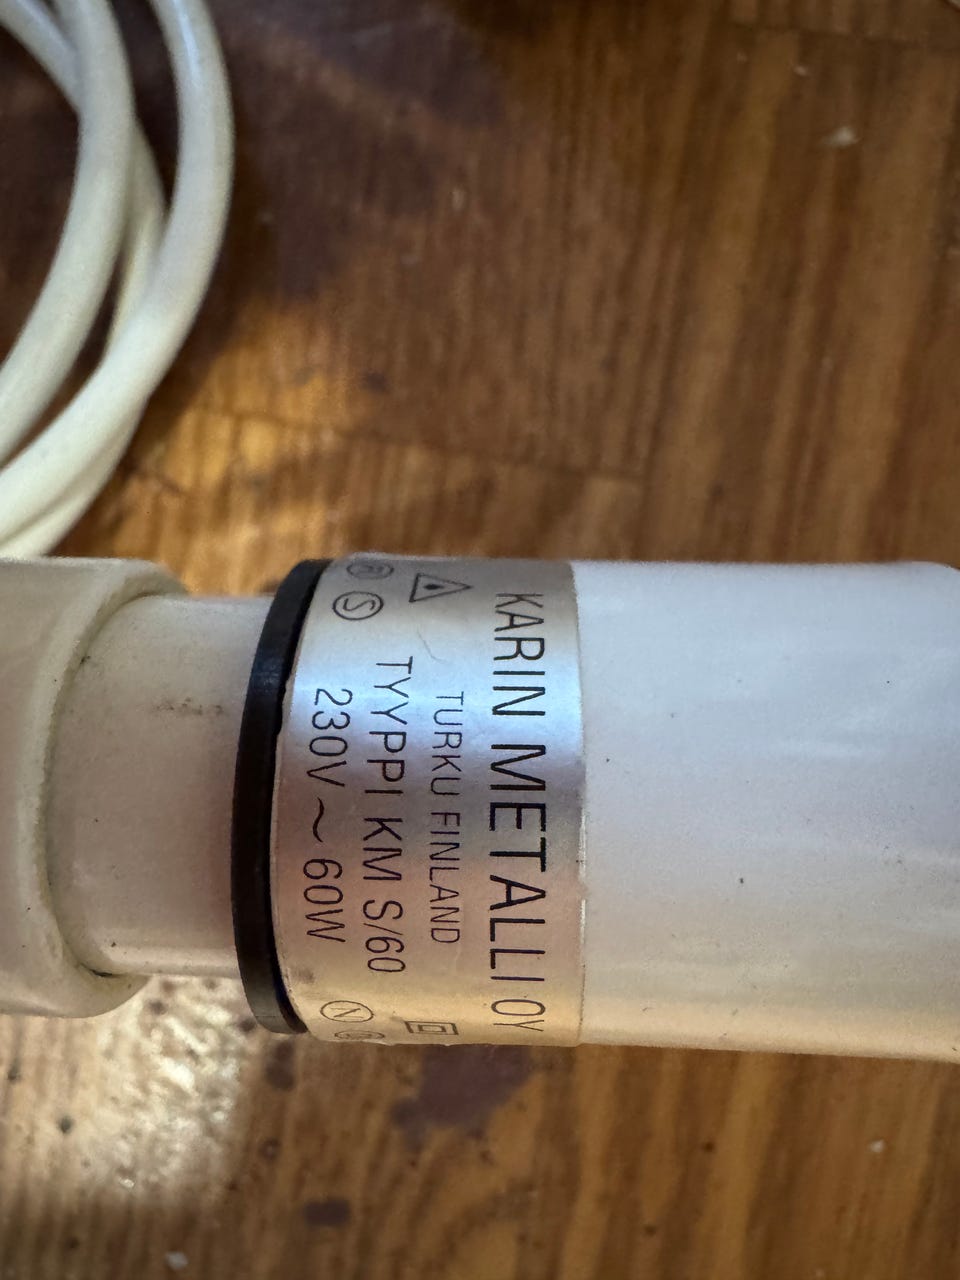 KARIN METALLI OY
TURKU FINLAND
TYYPPI KM S/60
230V ~ 60W
S
N